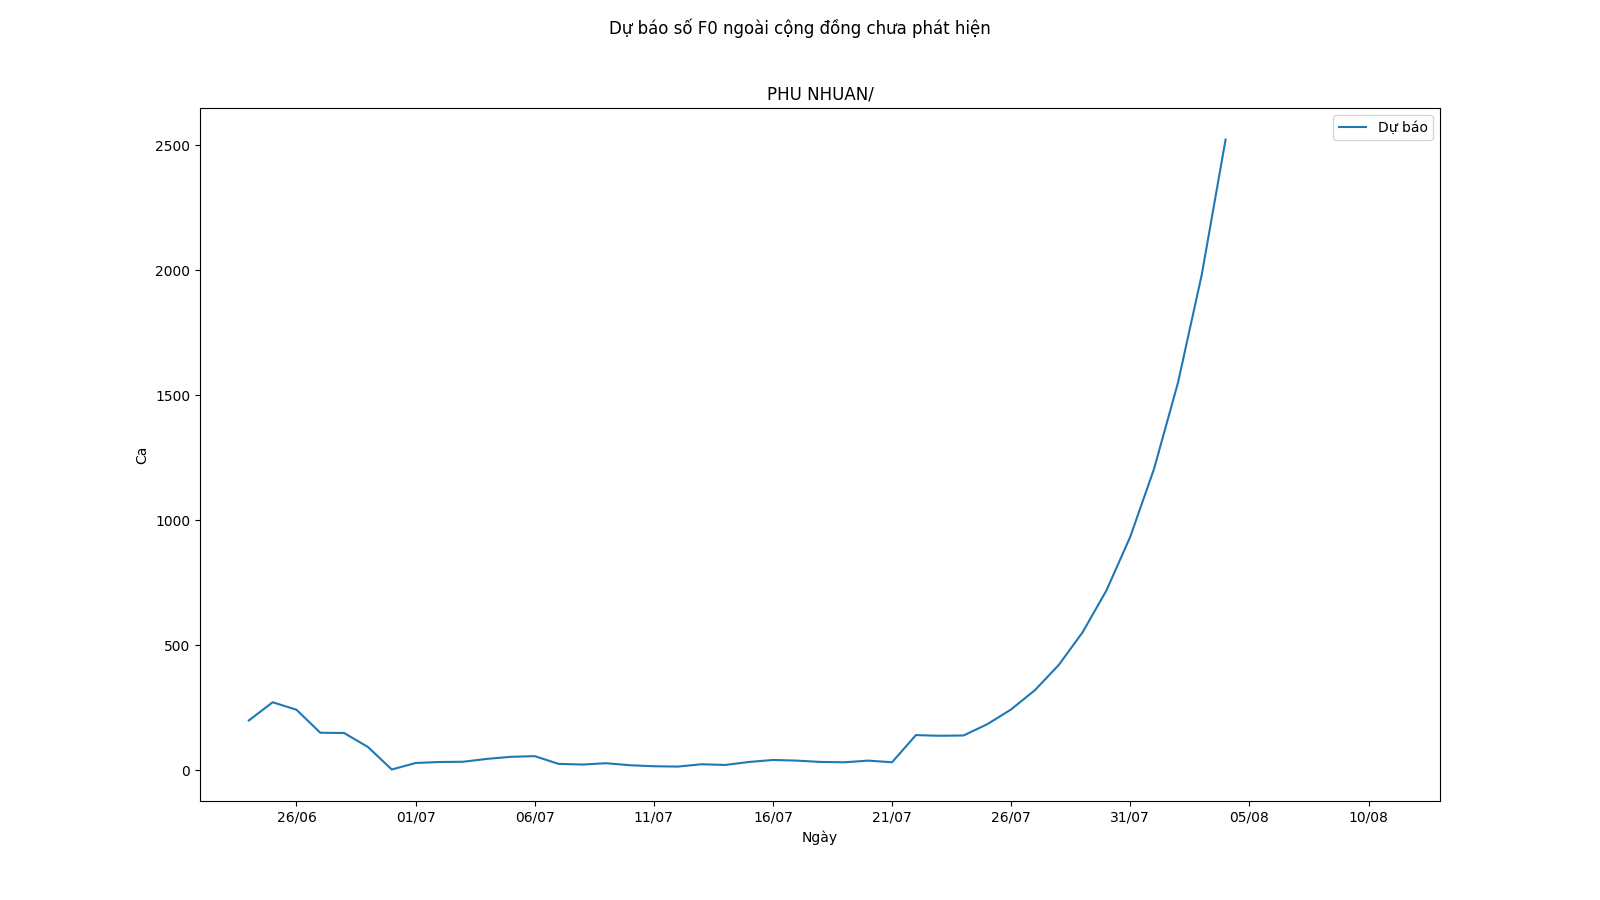 Dự báo số F0 ngoài cộng đồng chưa phát hiện
PHU NHUAN/
Dự báo
2500
2000
1500
1000
500
0
Ca
26/06 01/07 06/07 11/07 16/07 21/07 26/07 31/07 05/08 10/08
Ngày